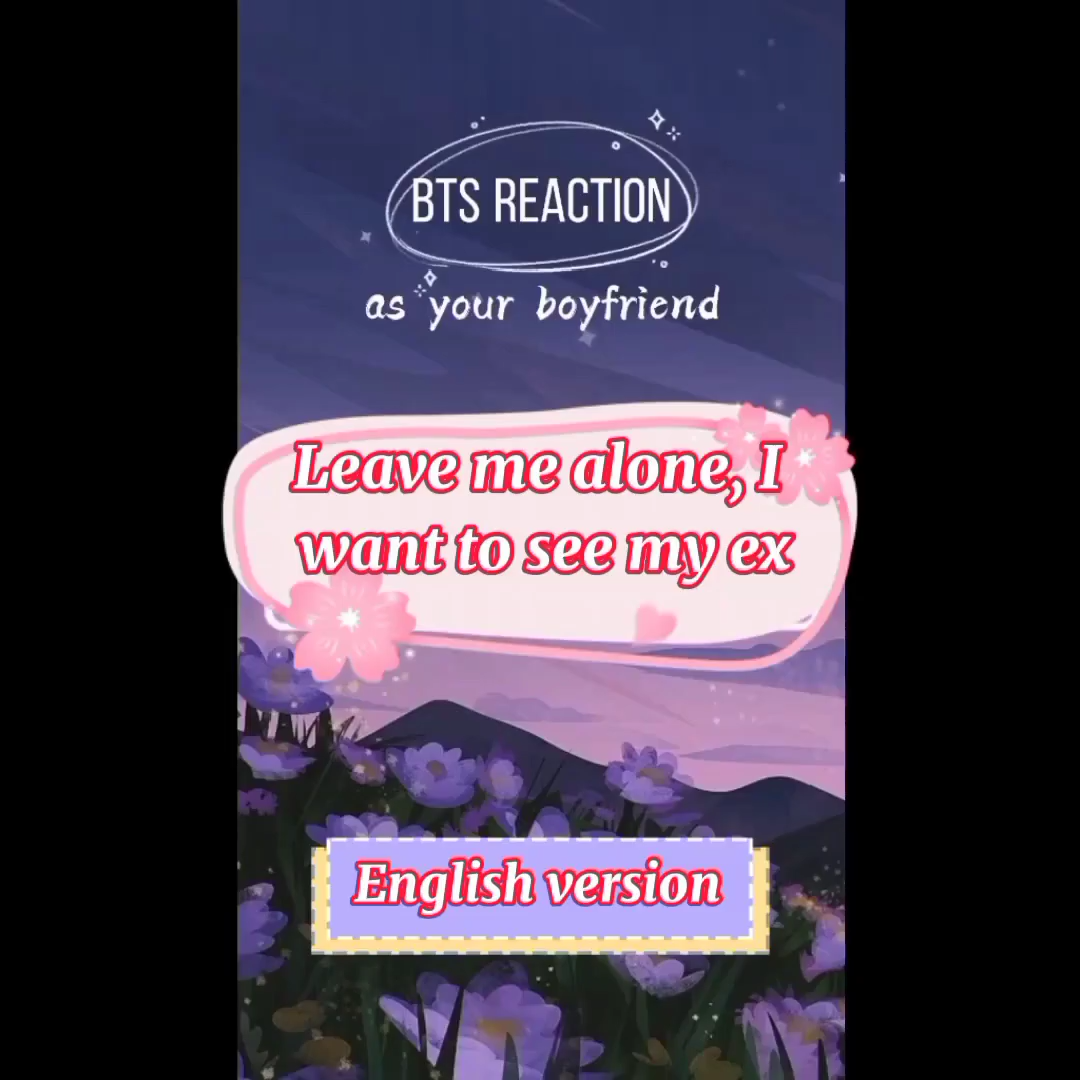 BTS REACTION
as your boyfriend
Leave me alone, I
want to see my ex
English version